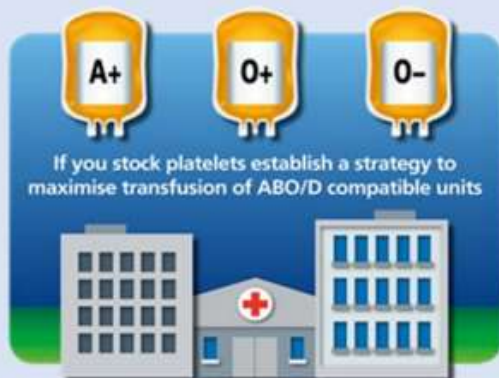 A+ O+ O-
If you stock platelets establish a strategy to
maximise transfusion of ABO/D compatible units